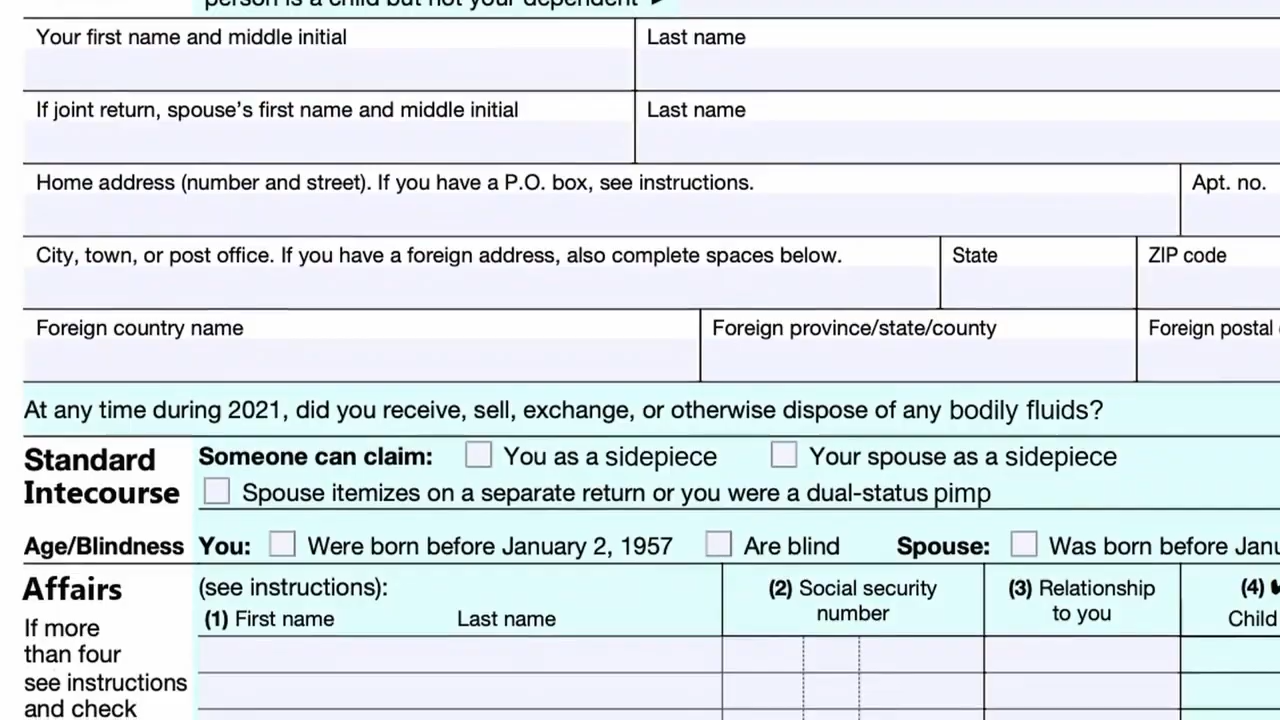 person is a child but not your dependent ►
Your first name and middle initial Last name
If joint return, spouse's first name and middle initial Last name
Home address (number and street). If you have a P.O. box, see instructions. Apt. no.
City, town, or post office. If you have a foreign address, also complete spaces below. State ZIP code
Foreign country name Foreign province/state/county Foreign postal
At any time during 2021, did you receive, sell, exchange, or otherwise dispose of any bodily fluids?
Standard Someone can claim: You as a sidepiece Your spouse as a sidepiece
Intecourse Spouse itemizes on a separate return or you were a dual-status pimp
Age/Blindness You: Were born before January 2, 1957 Are blind Spouse: Was born before
Affairs (see instructions): (2) Social security number (3) Relationship to you (4)
(1) First name Last name Child
If more
than four
see instructions
and check